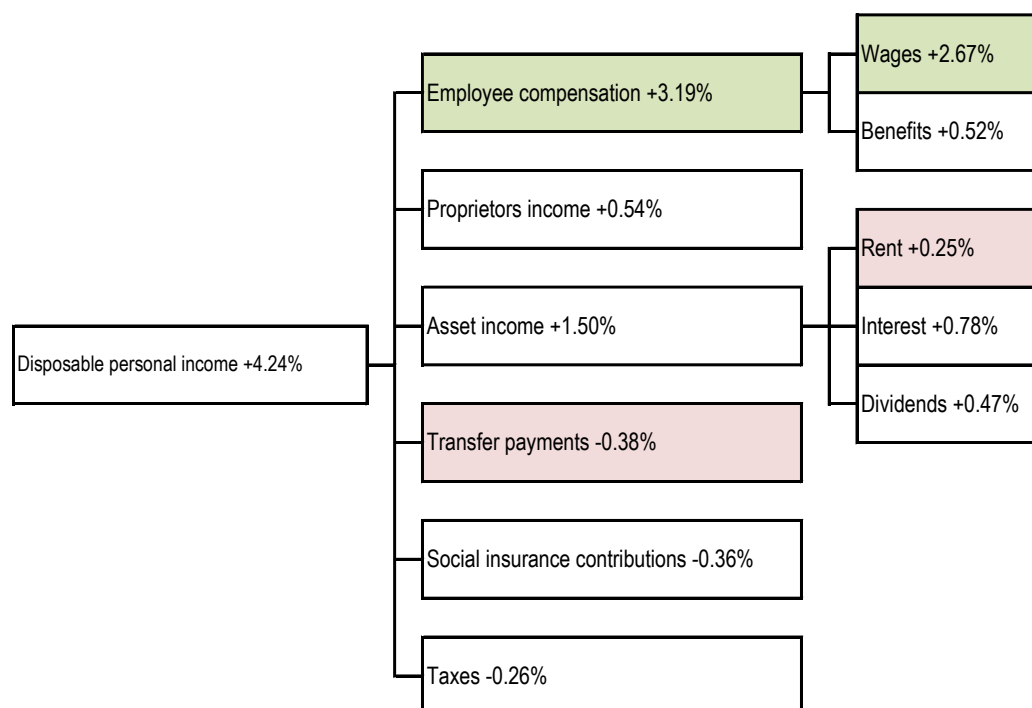 Disposable personal income +4.24%
Employee compensation +3.19%
Proprietors income +0.54%
Asset income +1.50%
Transfer payments -0.38%
Social insurance contributions -0.36%
Taxes -0.26%
Wages +2.67%
Benefits +0.52%
Rent +0.25%
Interest +0.78%
Dividends +0.47%